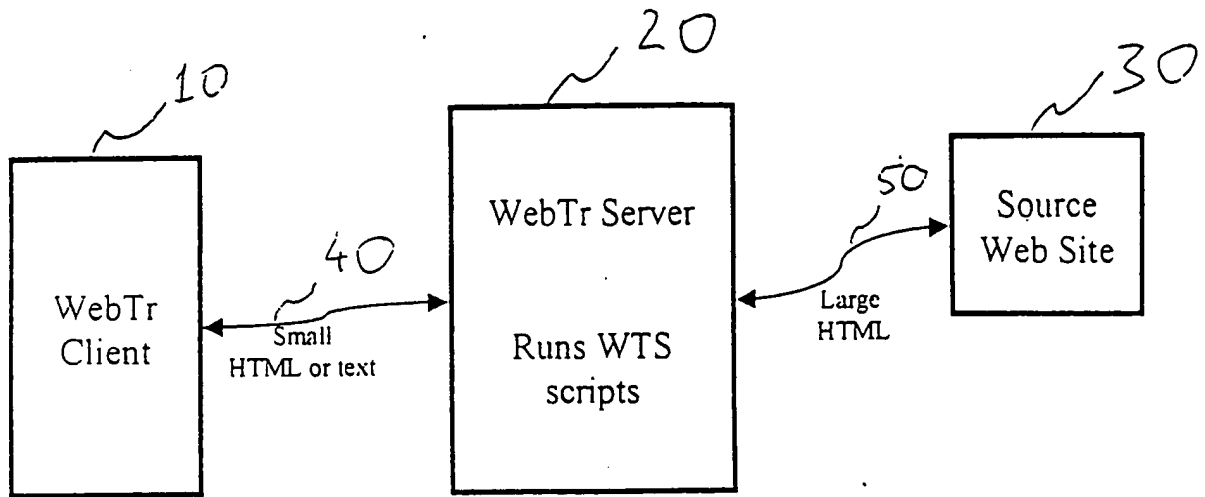 10
20
30
WebTr
Client
40
Small
HTML or text
WebTr Server
Runs WTS
scripts
50
Large
HTML
Source
Web Site